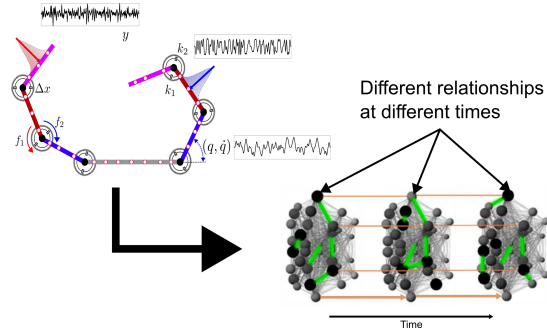 y
k₂
Δx
k₁
f₂
f₁
(q, q̇)
Different relationships
at different times
Time